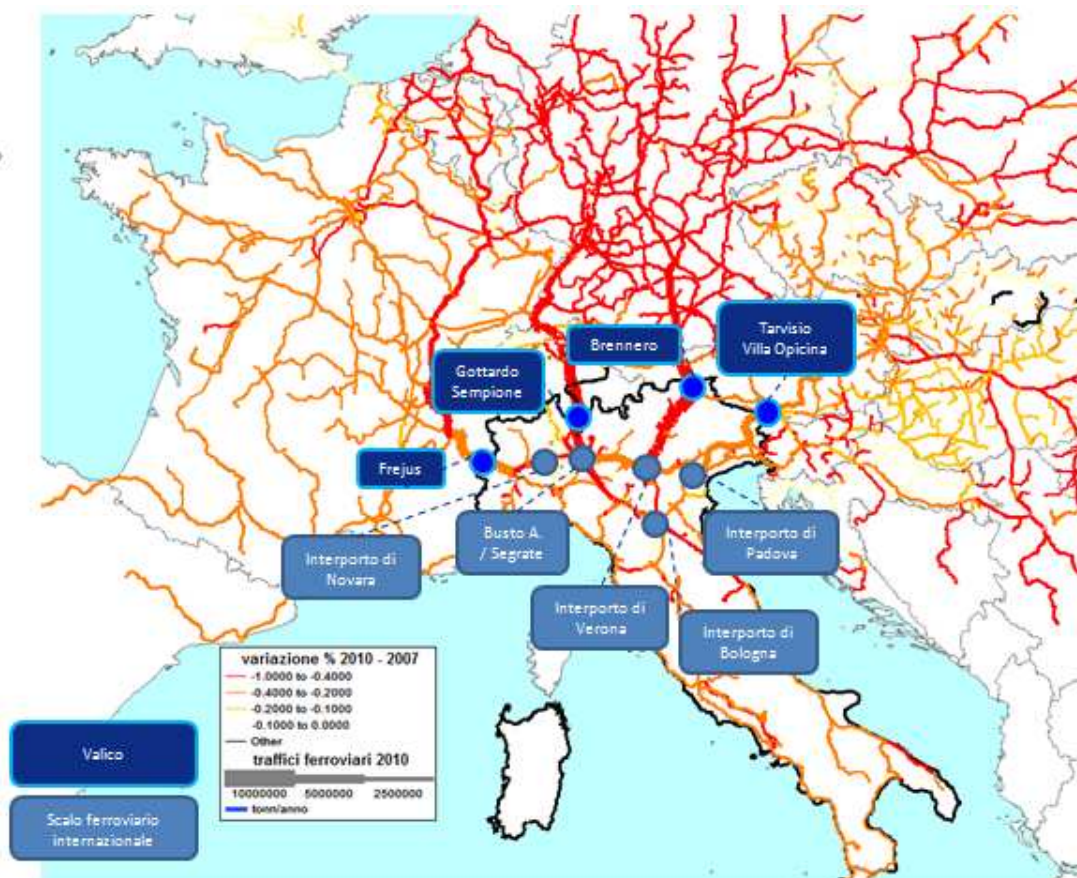 Tarvisio
Villa Opicina
Brennero
Gottardo
Sempione
Frejus
Busto A.
/ Segrate
Interporto di
Padova
Interporto di
Novara
Interporto di
Verona
Interporto di
Bologna
variazione % 2010 - 2007
-1.0000 to -0.4000
-0.4000 to -0.2000
-0.2000 to -0.1000
-0.1000 to 0.0000
Other
traffici ferroviari 2010
10000000 5000000 2500000
tonn/anno
Valico
Scalo ferroviario
internazionale